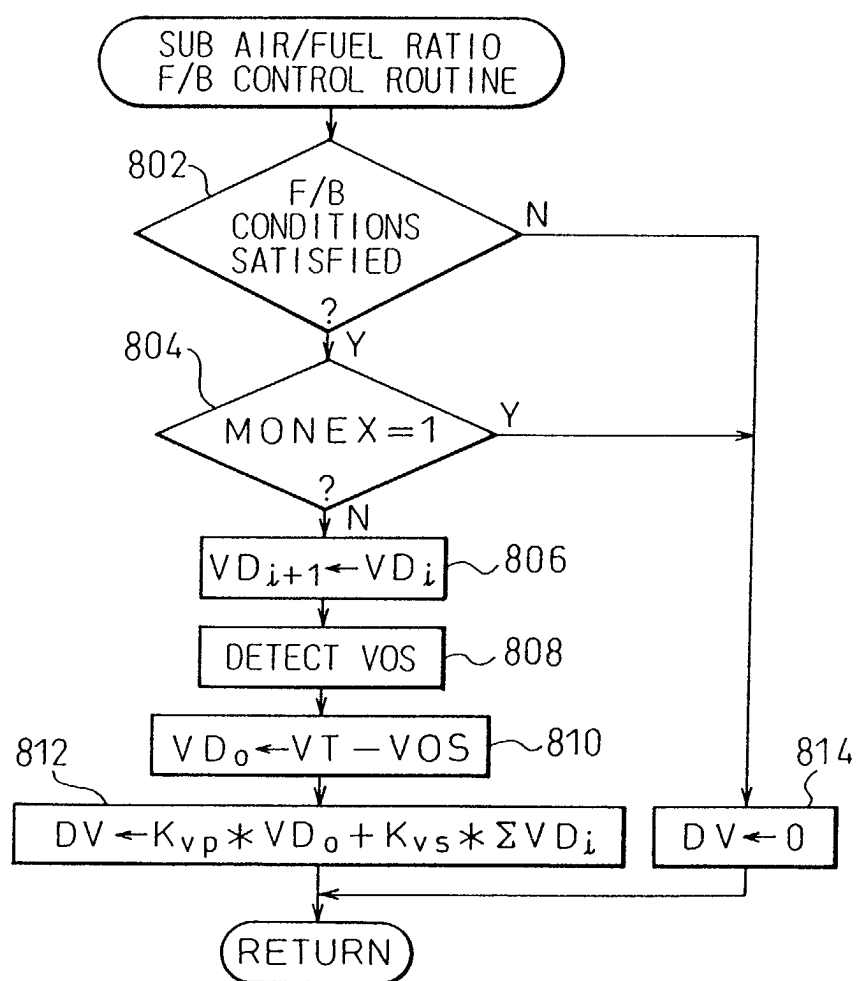 SUB AIR/FUEL RATIO
F/B CONTROL ROUTINE
802
F/B
CONDITIONS
SATISFIED
?
N
Y
804
MONEX=1
?
Y
N
VDi+1←VDi
806
DETECT VOS
808
VDo←VT-VOS
810
812
DV←Kvp*VDo+Kvs*ΣVDi
814
DV←0
RETURN